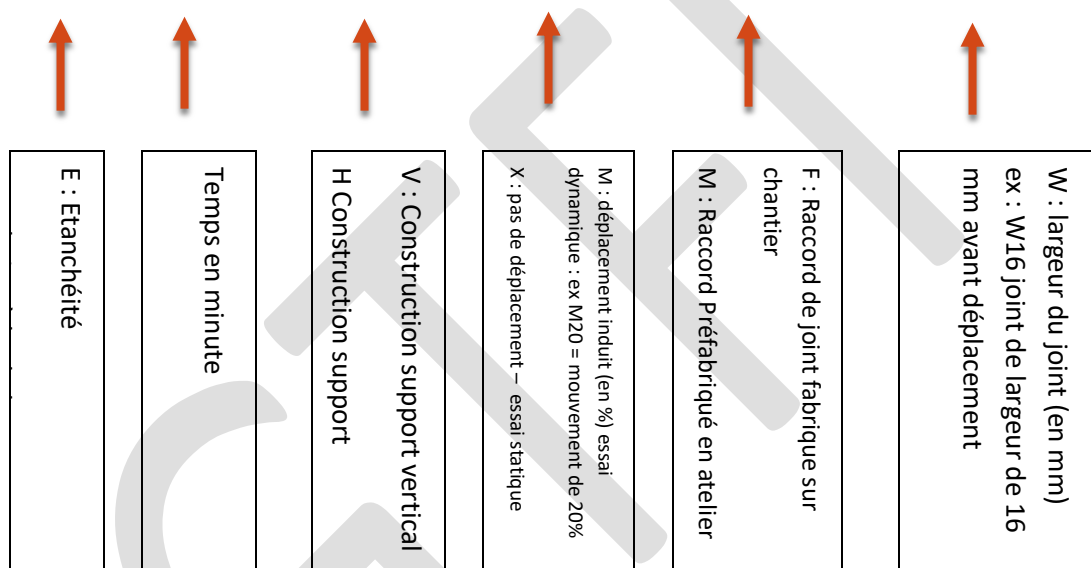 E : Etanchéité
Temps en minute
V : Construction support vertical
H Construction support
M : déplacement induit (en %) essai
dynamique : ex M20 = mouvement de 20%
X : pas de déplacement – essai statique
F : Raccord de joint fabrique sur
chantier
M : Raccord Préfabriqué en atelier
W : largeur du joint (en mm)
ex : W16 joint de largeur de 16
mm avant déplacement